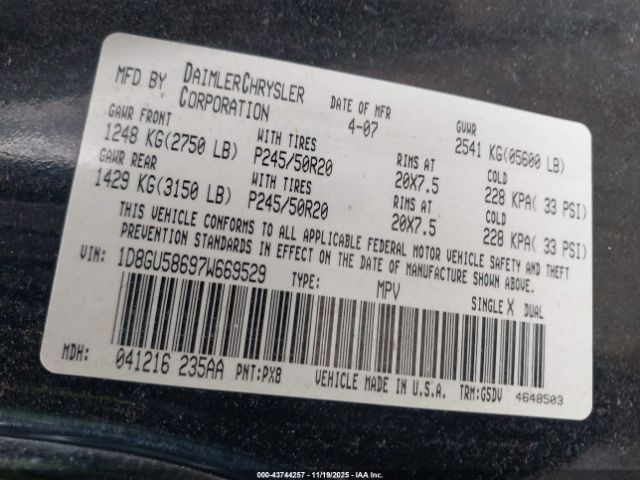 MFD BY DAIMLERCHRYSLER CORPORATION DATE OF MFR 4-07 GVWR 2541 KG(05600 LB)
GAWR FRONT WITH TIRES RIMS AT COLD
1248 KG(2750 LB) P245/50R20 20X7.5 228 KPA( 33 PSI)
GAWR REAR WITH TIRES RIMS AT COLD
1429 KG(3150 LB) P245/50R20 20X7.5 228 KPA( 33 PSI)
THIS VEHICLE CONFORMS TO ALL APPLICABLE FEDERAL MOTOR VEHICLE SAFETY AND THEFT
PREVENTION STANDARDS IN EFFECT ON THE DATE OF MANUFACTURE SHOWN ABOVE.
VIN: 1D8GU58697W669529 TYPE: MPV SINGLE X DUAL
MDH: 041216 235AA PNT:PX8 VEHICLE MADE IN U.S.A. TRM:G5DV 4648503
000-43744257 - 11/19/2025 - IAA, Inc.